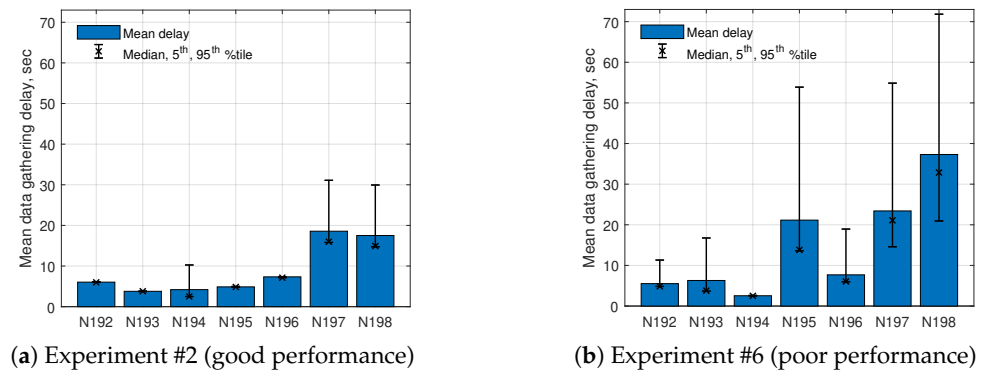 70
60
50
40
30
20
10
0
Mean data gathering delay, sec
Mean delay
Median, 5th, 95th %tile
N192 N193 N194 N195 N196 N197 N198
(a) Experiment #2 (good performance)
70
60
50
40
30
20
10
0
Mean data gathering delay, sec
Mean delay
Median, 5th, 95th %tile
N192 N193 N194 N195 N196 N197 N198
(b) Experiment #6 (poor performance)